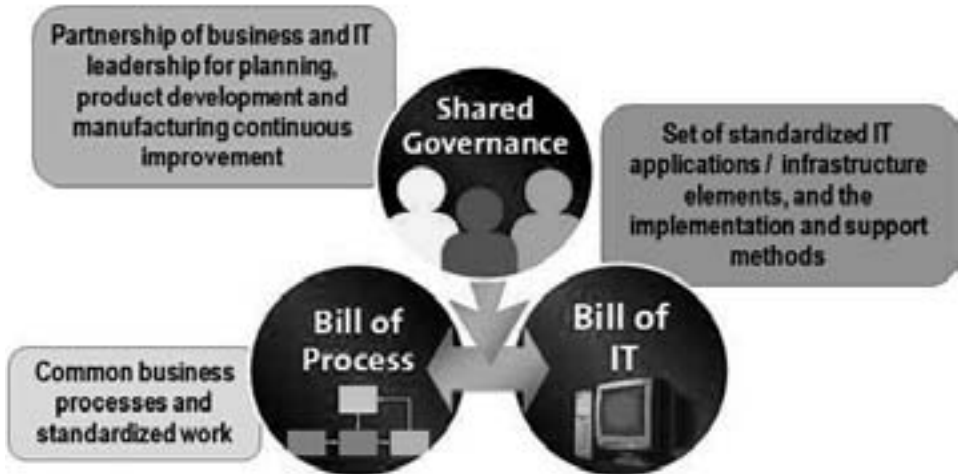 Partnership of business and IT
leadership for planning,
product development and
manufacturing continuous
improvement
Shared
Governance
Set of standardized IT
applications / infrastructure
elements, and the
implementation and support
methods
Bill of
Process
Bill of
IT
Common business
processes and
standardized work